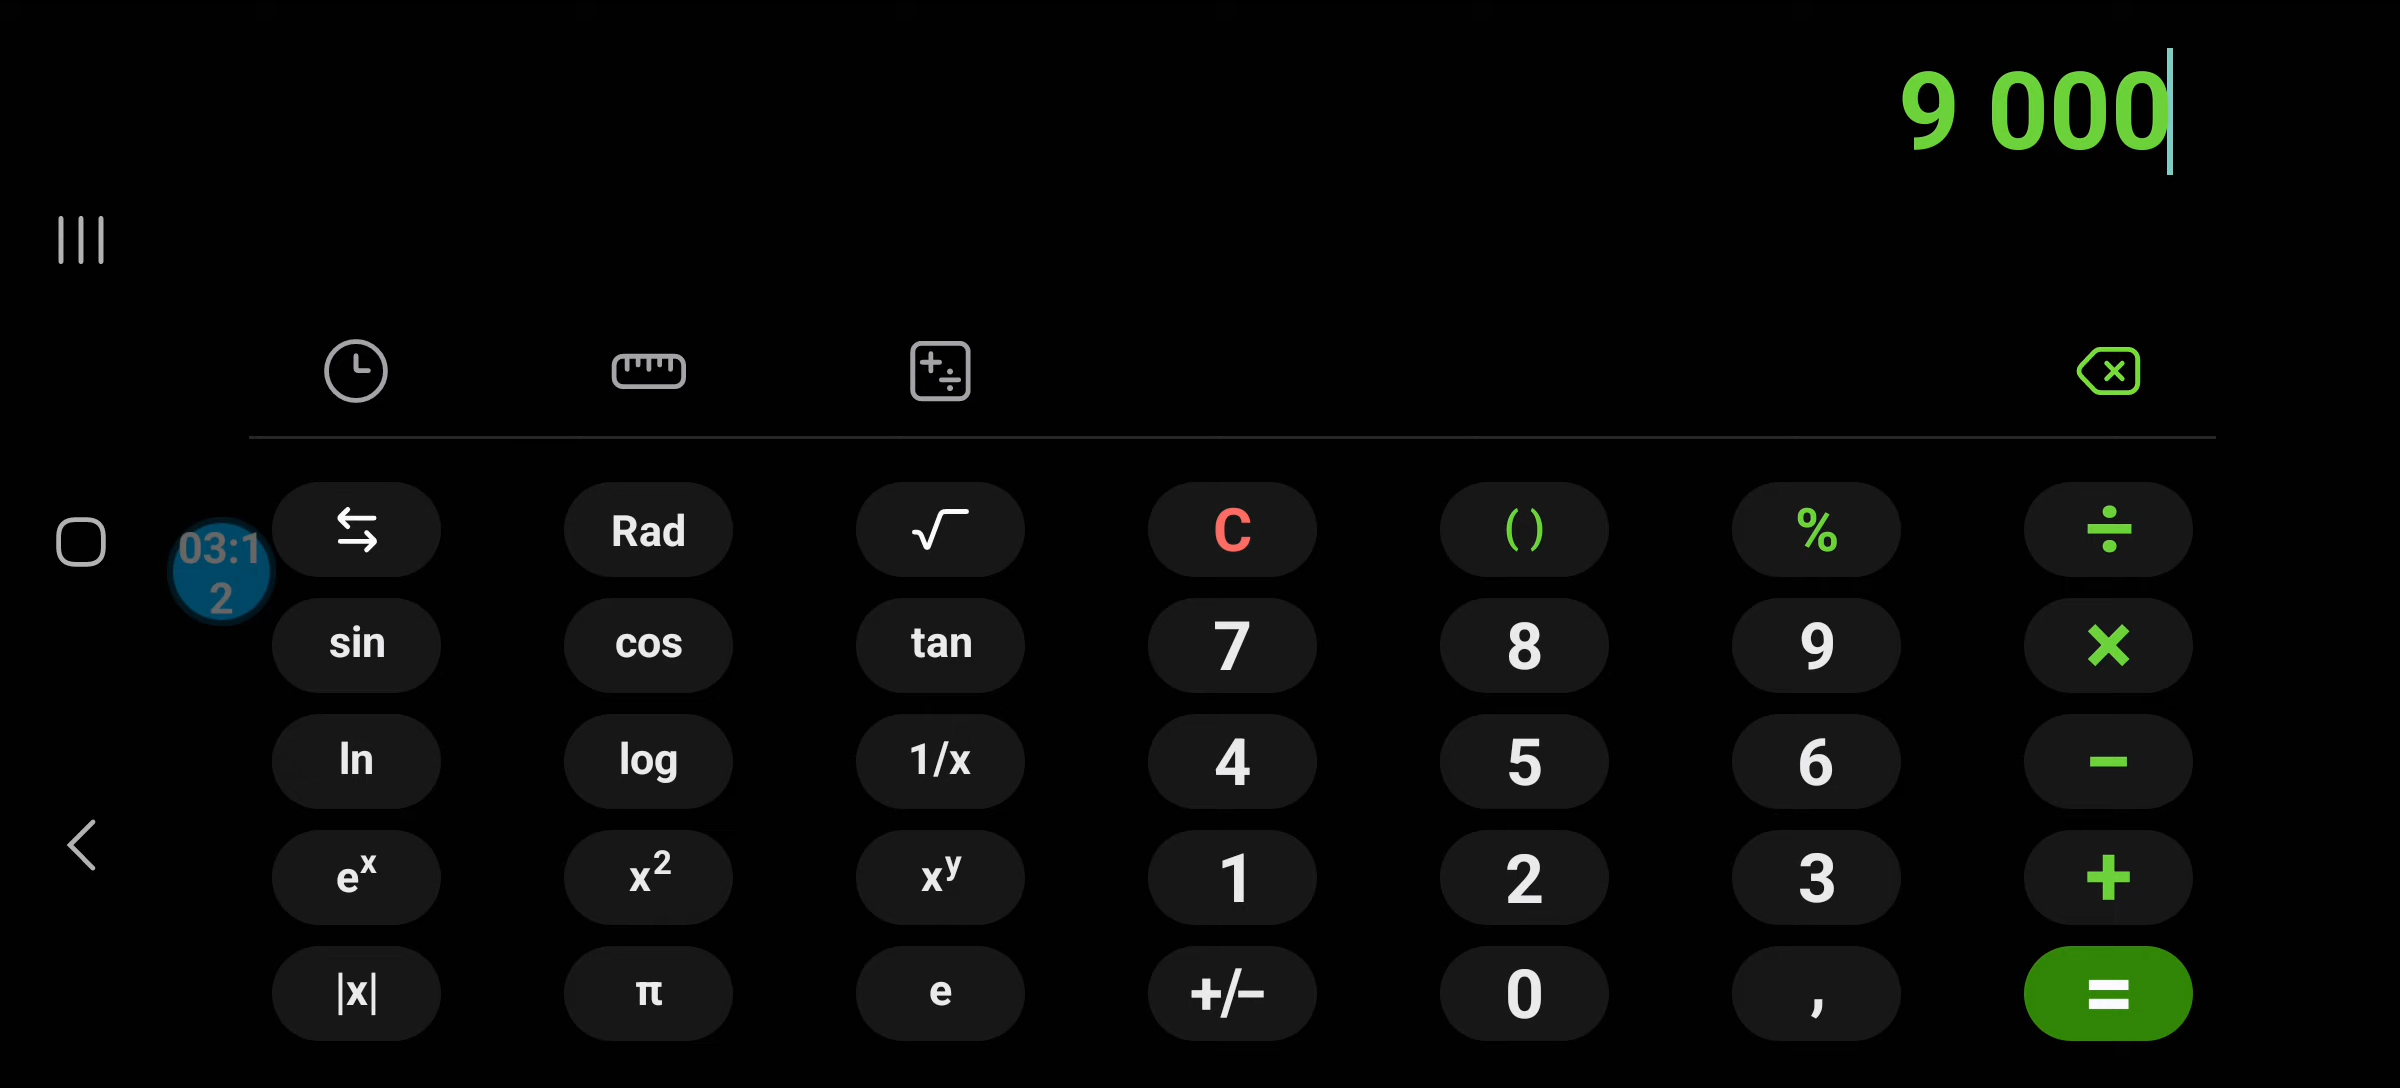 9 000
Rad √ C ( ) % ÷
03:1
2
sin cos tan 7 8 9 ×
ln log 1/x 4 5 6 −
eˣ x² xʸ 1 2 3 +
|x| π e +/− 0 , =